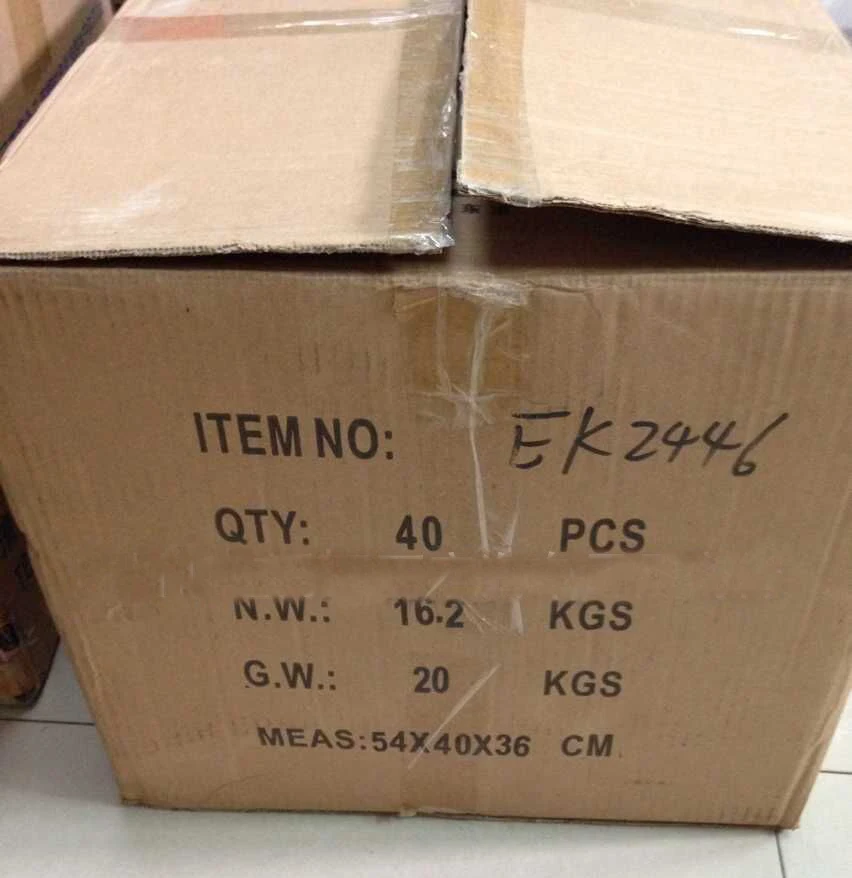 ITEM NO: EK2446
QTY: 40 PCS
N.W.: 16.2 KGS
G.W.: 20 KGS
MEAS:54X40X36 CM